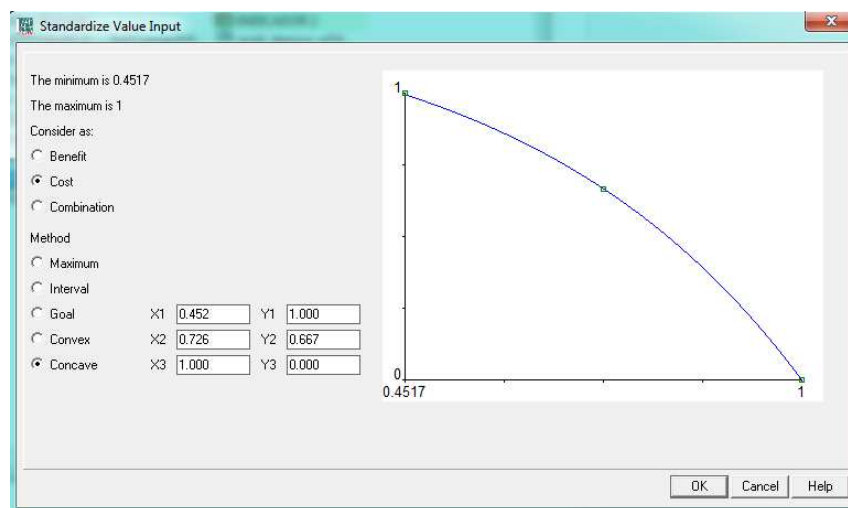 Standardize Value Input
The minimum is 0.4517
The maximum is 1
Consider as:
Benefit
Cost
Combination
Method
Maximum
Interval
Goal X1 0.452 Y1 1.000
Convex X2 0.726 Y2 0.667
Concave X3 1.000 Y3 0.000
1
0
0.4517 1
OK Cancel Help